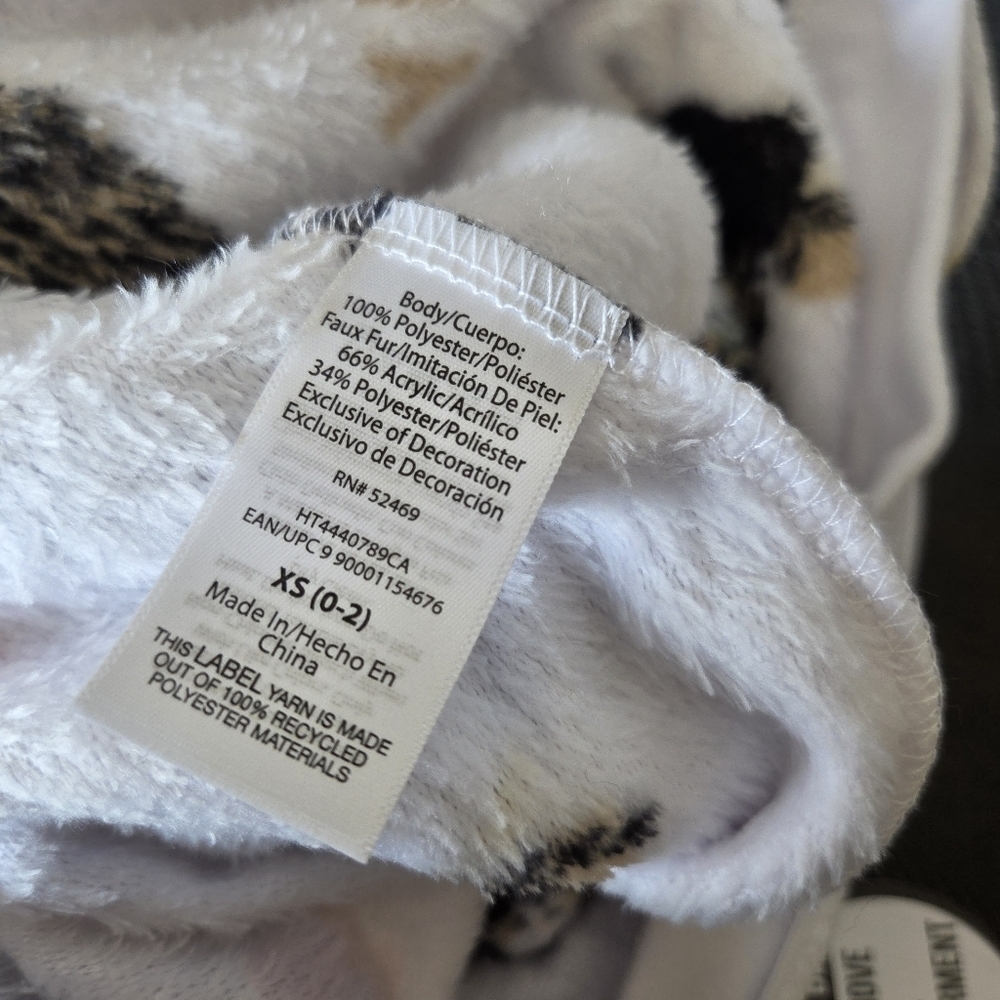 Body/Cuerpo:
100% Polyester/Poliéster
Faux Fur/Imitación De Piel:
66% Acrylic/Acrílico
34% Polyester/Poliéster
Exclusive of Decoration
Exclusivo de Decoración
RN# 52469
HT4440789CA
EAN/UPC 9 90001154676
XS (0-2)
Made In/Hecho En
China
THIS LABEL YARN IS MADE
OUT OF 100% RECYCLED
POLYESTER MATERIALS